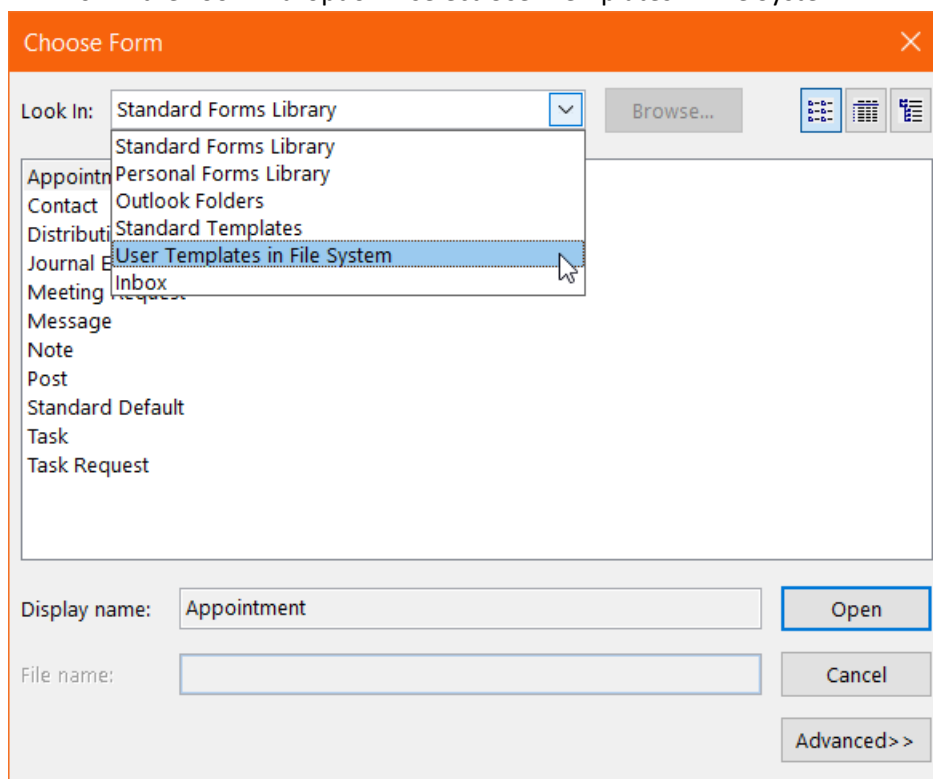 Choose Form
Look In: Standard Forms Library Browse...
Standard Forms Library
Personal Forms Library
Outlook Folders
Standard Templates
User Templates in File System
Inbox
Contact
Meeting
Message
Note
Post
Standard Default
Task
Task Request
Display name: Appointment Open
File name: Cancel
Advanced>>